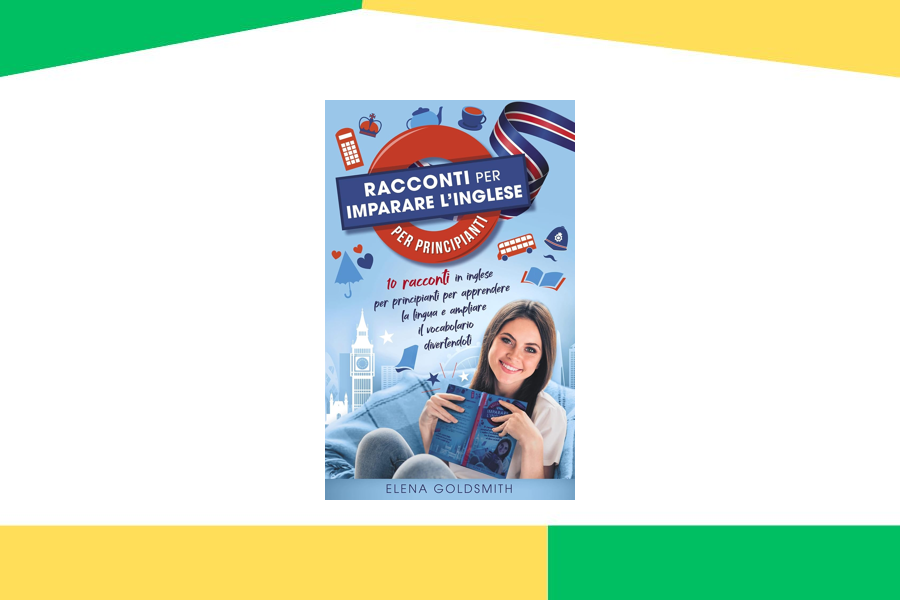 RACCONTI PER
IMPARARE L'INGLESE
PER PRINCIPIANTI
10 racconti in inglese
per principianti per apprendere
la lingua e ampliare
il vocabolario
divertendoti
ELENA GOLDSMITH